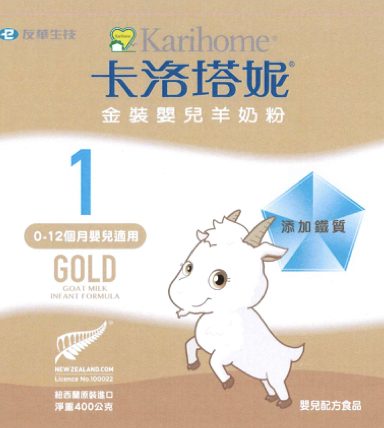 友華生技
Karihome®
卡洛塔妮®
金裝嬰兒羊奶粉
1
0-12個月嬰兒適用
GOLD
GOAT MILK
INFANT FORMULA
添加鐵質
NEW ZEALAND.COM
Licence No.100022
紐西蘭原裝進口
淨重400公克
嬰兒配方食品